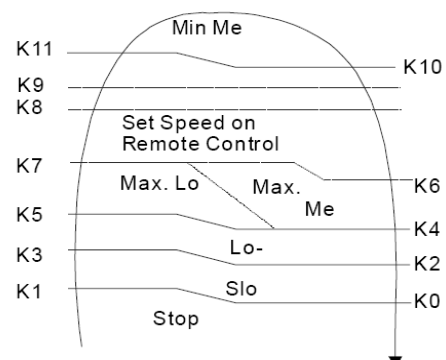 Min Me
K11
K10
K9
K8
Set Speed on
Remote Control
K7
Max. Lo
Max.
K6
Me
K5
K4
Lo-
K3
K2
K1
Slo
K0
Stop